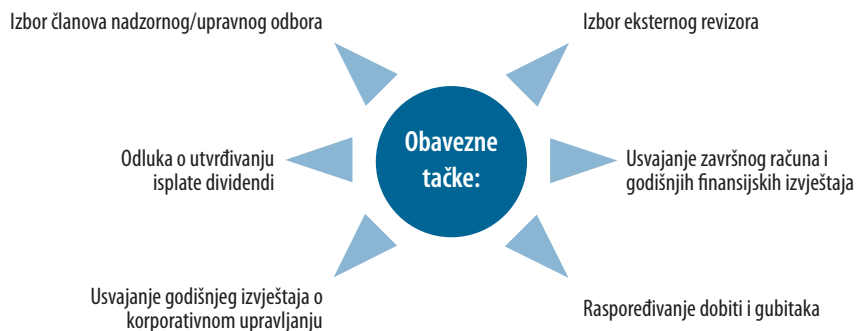 Izbor članova nadzornog/upravnog odbora
Izbor eksternog revizora
Obavezne
tačke:
Odluka o utvrđivanju
isplate dividendi
Usvajanje završnog računa i
godišnjih finansijskih izvještaja
Usvajanje godišnjeg izvještaja o
korporativnom upravljanju
Raspoređivanje dobiti i gubitaka